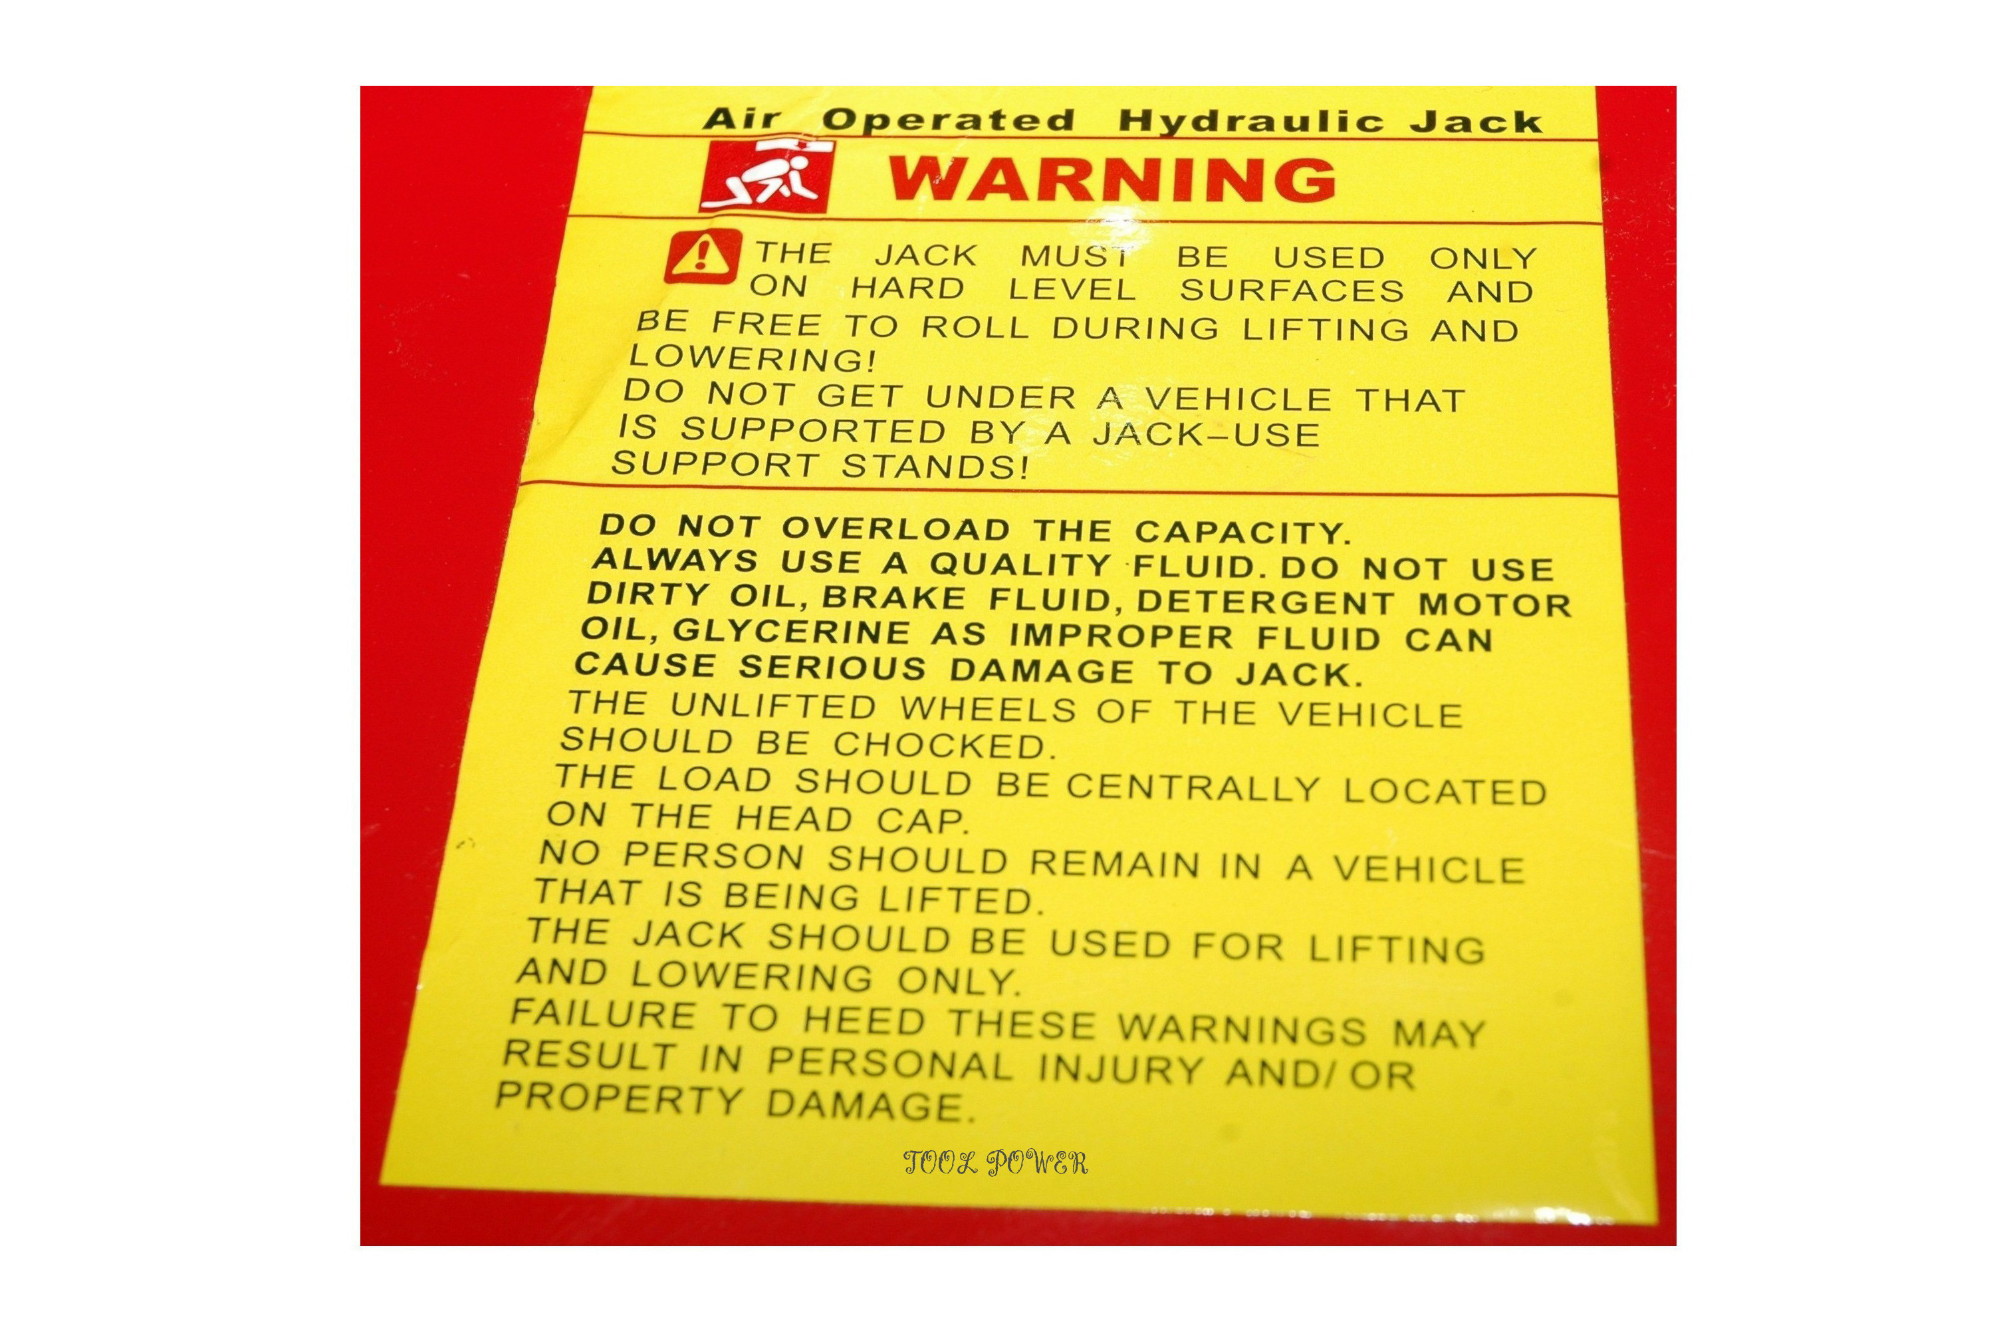 Air Operated Hydraulic Jack
WARNING
THE JACK MUST BE USED ONLY
ON HARD LEVEL SURFACES AND
BE FREE TO ROLL DURING LIFTING AND
LOWERING!
DO NOT GET UNDER A VEHICLE THAT
IS SUPPORTED BY A JACK–USE
SUPPORT STANDS!
DO NOT OVERLOAD THE CAPACITY.
ALWAYS USE A QUALITY FLUID. DO NOT USE
DIRTY OIL, BRAKE FLUID, DETERGENT MOTOR
OIL, GLYCERINE AS IMPROPER FLUID CAN
CAUSE SERIOUS DAMAGE TO JACK.
THE UNLIFTED WHEELS OF THE VEHICLE
SHOULD BE CHOCKED.
THE LOAD SHOULD BE CENTRALLY LOCATED
ON THE HEAD CAP.
NO PERSON SHOULD REMAIN IN A VEHICLE
THAT IS BEING LIFTED.
THE JACK SHOULD BE USED FOR LIFTING
AND LOWERING ONLY.
FAILURE TO HEED THESE WARNINGS MAY
RESULT IN PERSONAL INJURY AND/ OR
PROPERTY DAMAGE.
TOOL POWER